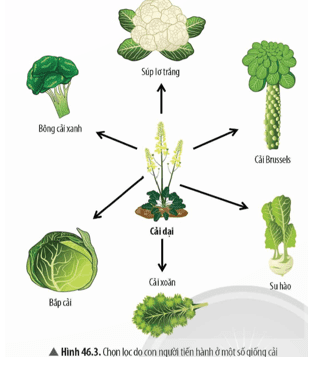 Súp lơ trắng
Bông cải xanh
Cải Brussels
Cải dại
Bắp cải
Cải xoăn
Su hào
▲ Hình 46.3. Chọn lọc do con người tiến hành ở một số giống cải